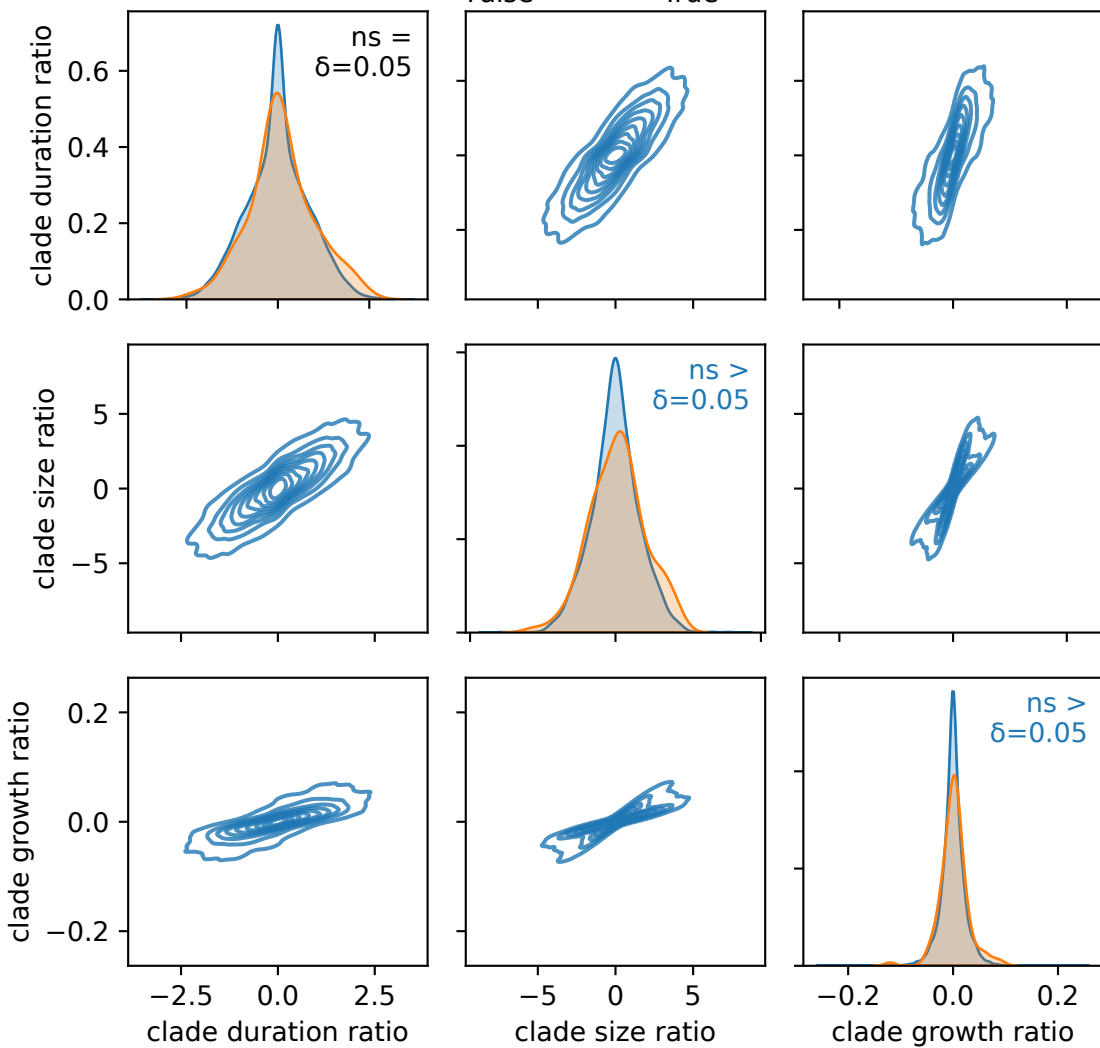 ns =
δ=0.05
clade duration ratio
0.6
0.4
0.2
0.0
ns >
δ=0.05
clade size ratio
5
0
−5
ns >
δ=0.05
clade growth ratio
0.2
0.0
−0.2
−2.5 0.0 2.5
−5 0 5
−0.2 0.0 0.2
clade duration ratio
clade size ratio
clade growth ratio